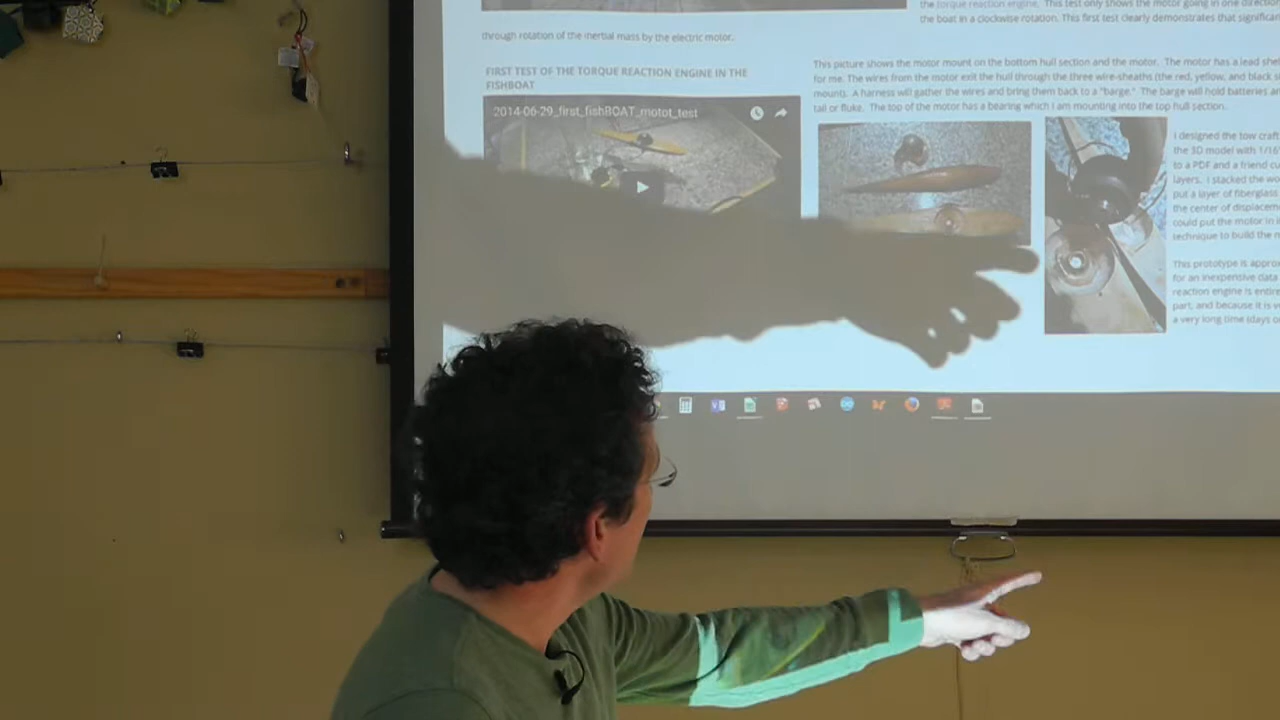 the torque reaction engine. This test only shows the motor going in one direction
the boat in a clockwise rotation. This first test clearly demonstrates that significan
through rotation of the inertial mass by the electric motor.
FIRST TEST OF THE TORQUE REACTION ENGINE IN THE
FISHBOAT
2014-06-29_first_fishBOAT_motot_test
This picture shows the motor mount on the bottom hull section and the motor. The motor has a lead shel
for me. The wires from the motor exit the hull through the three wire-sheaths (the red, yellow, and black s
mount). A harness will gather the wires and bring them back to a "barge." The barge will hold batteries an
tail or fluke. The top of the motor has a bearing which I am mounting into the top hull section.
I designed the tow craft
the 3D model with 1/16"
to a PDF and a friend cu
layers. I stacked the wo
put a layer of fiberglass
the center of displaceme
could put the motor in i
technique to build the m
This prototype is approx
for an inexpensive data
reaction engine is entire
part, and because it is v
a very long time (days o